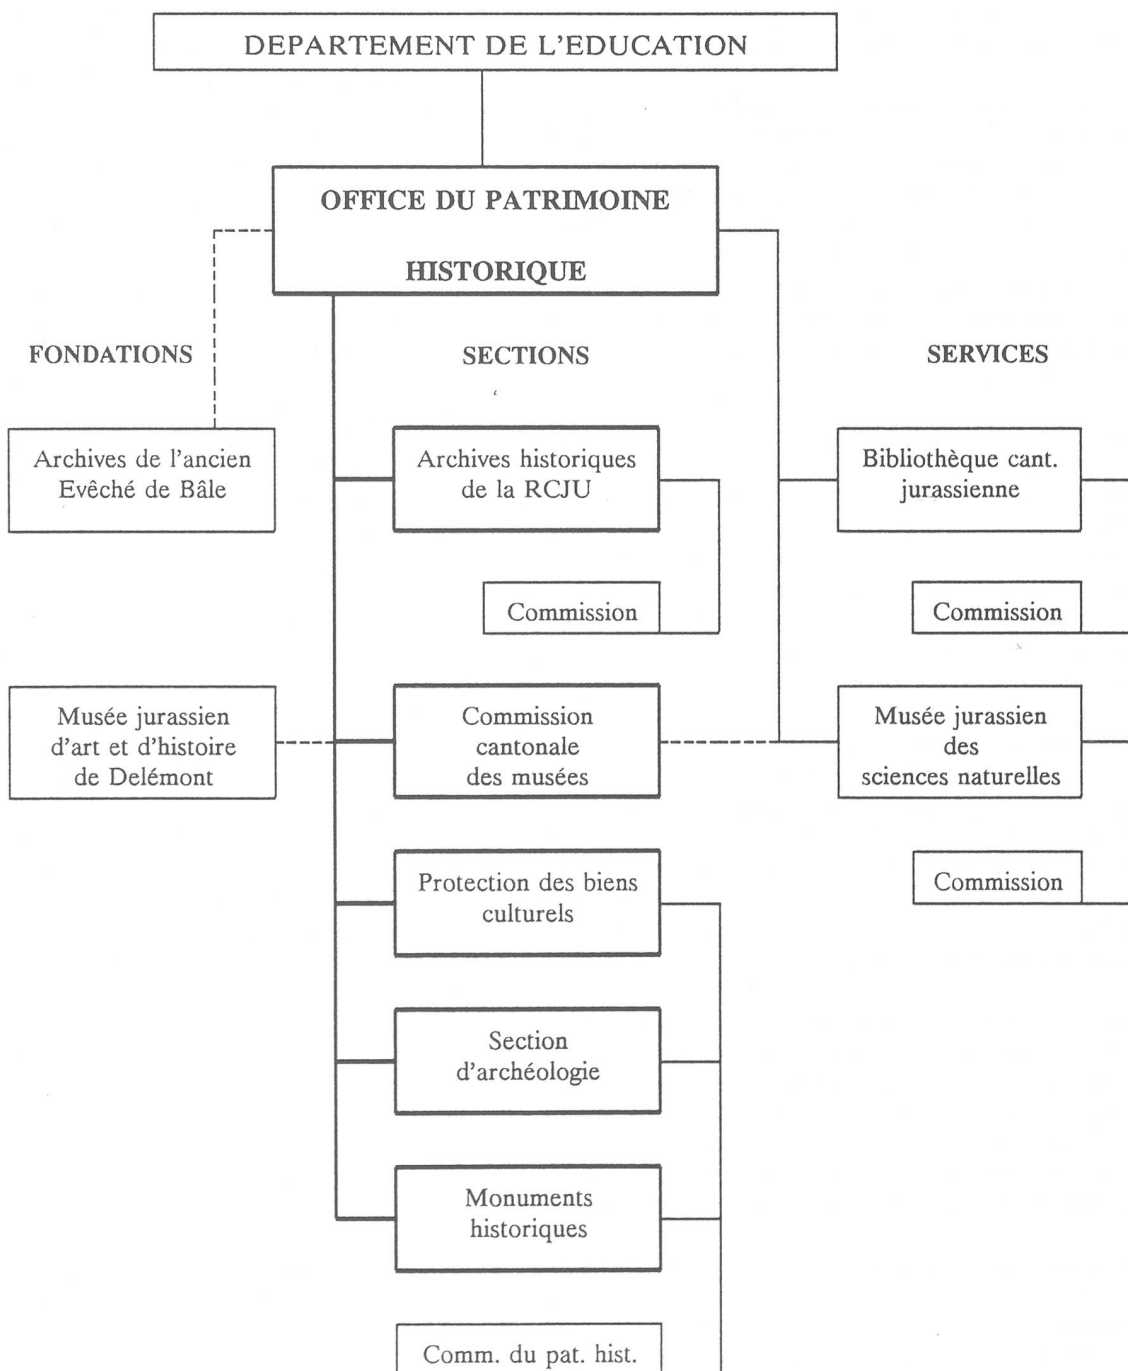 DEPARTEMENT DE L'EDUCATION
OFFICE DU PATRIMOINE
HISTORIQUE
FONDATIONS
SECTIONS
SERVICES
Archives de l'ancien
Evêché de Bâle
Archives historiques
de la RCJU
Bibliothèque cant.
jurassienne
Commission
Commission
Musée jurassien
d'art et d'histoire
de Delémont
Commission
cantonale
des musées
Musée jurassien
des
sciences naturelles
Protection des biens
culturels
Commission
Section
d'archéologie
Monuments
historiques
Comm. du pat. hist.